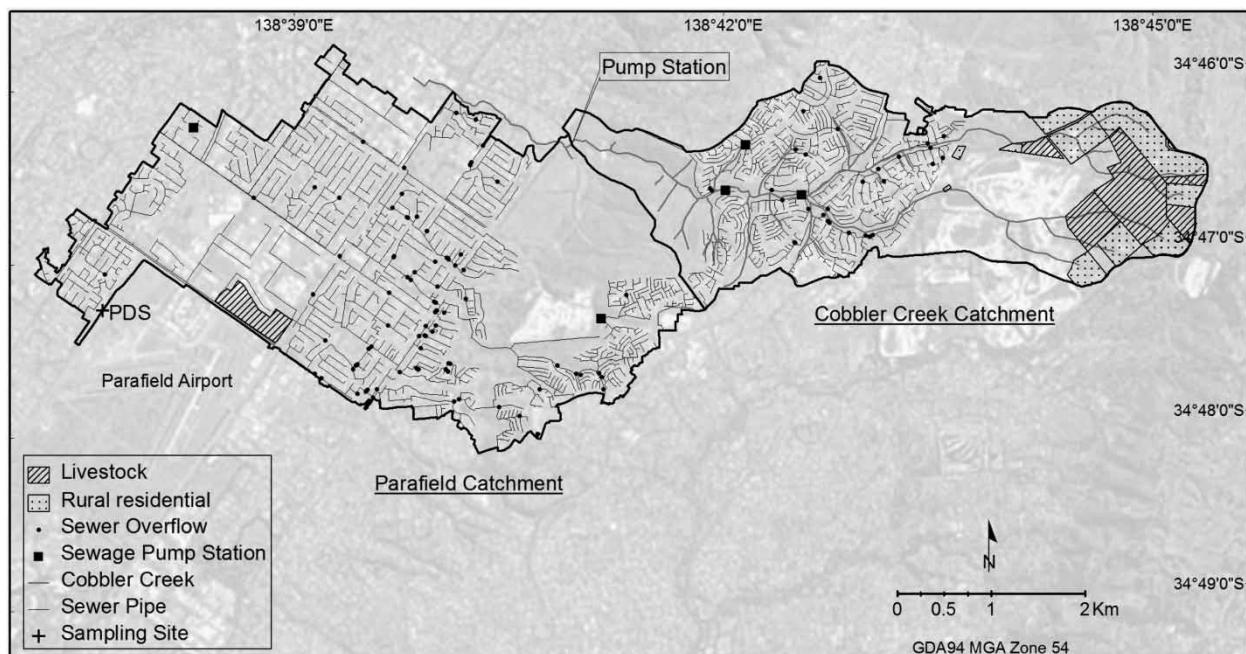 138°39'0"E
138°42'0"E
138°45'0"E
34°46'0"S
Pump Station
34°47'0"S
PDS
Cobbler Creek Catchment
Parafield Airport
34°48'0"S
Parafield Catchment
Livestock
Rural residential
Sewer Overflow
Sewage Pump Station
Cobbler Creek
Sewer Pipe
Sampling Site
N
34°49'0"S
0 0.5 1 2 Km
GDA94 MGA Zone 54